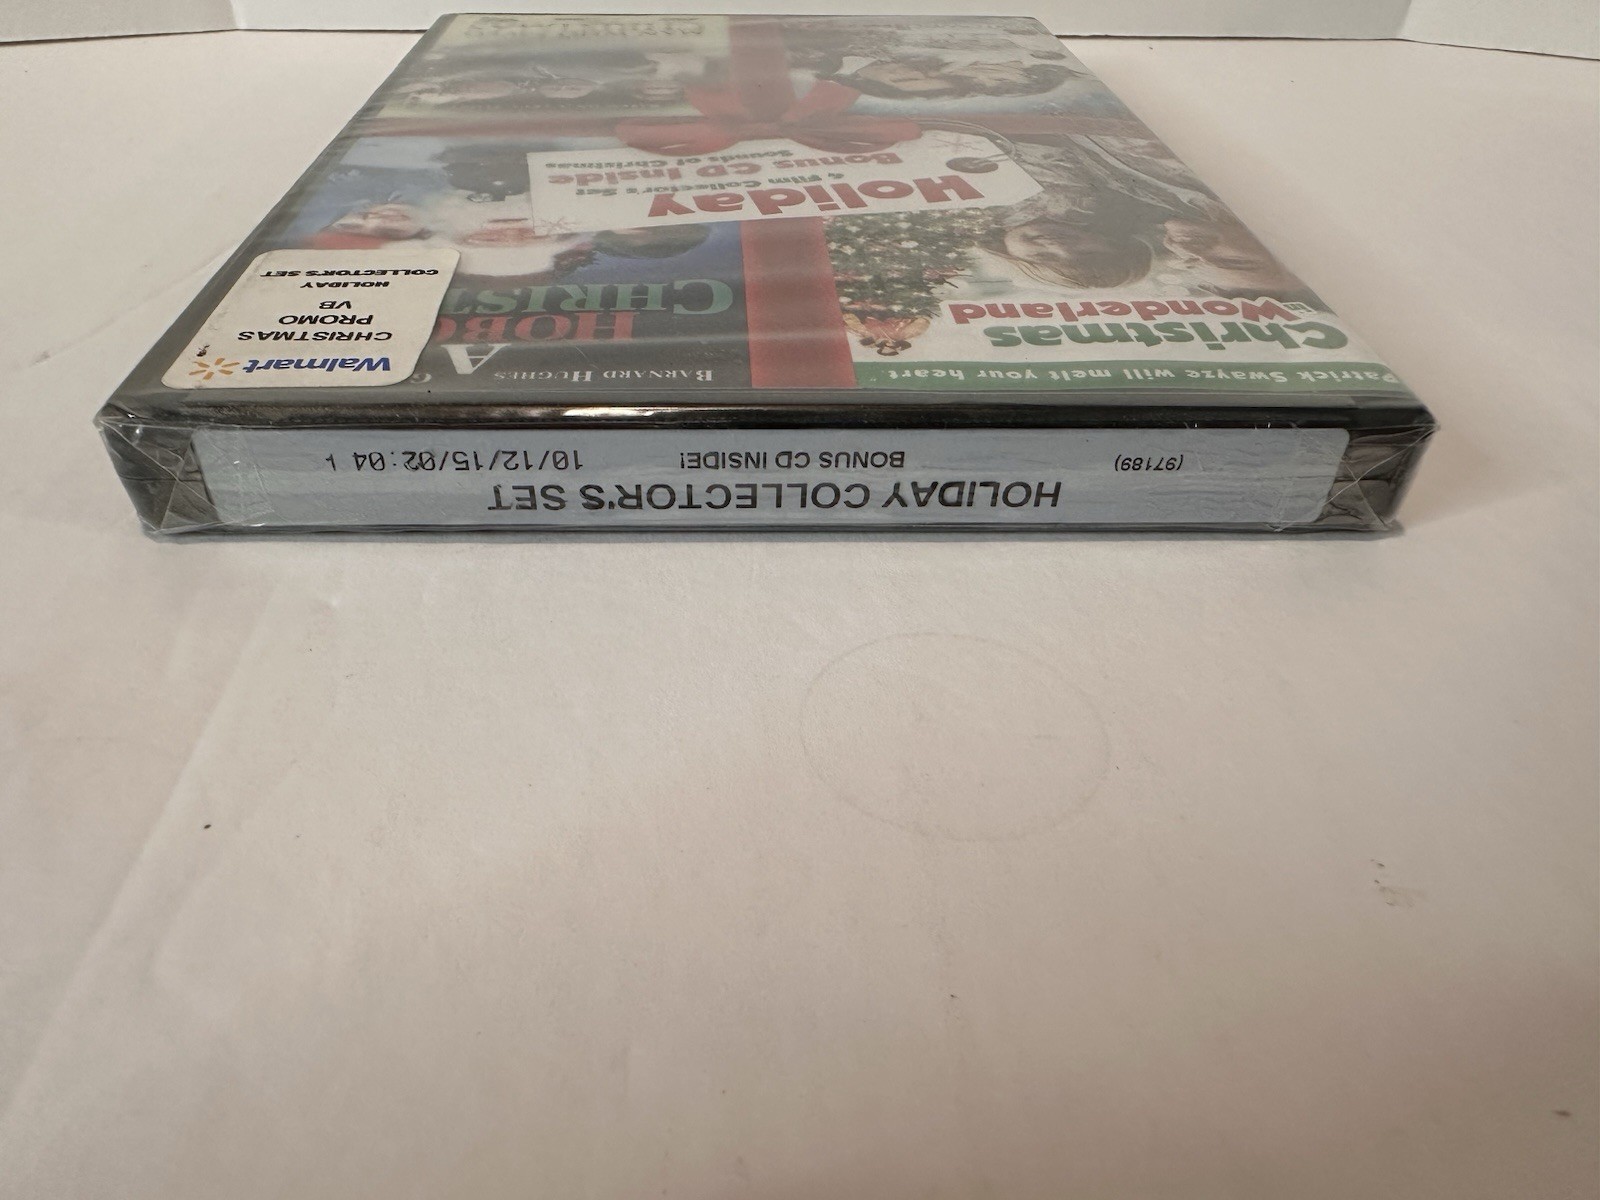 HOLIDAY COLLECTOR'S SET
(97189) BONUS CD INSIDE! 10/12/15/02:04
Patrick Swayze will melt your heart
Christmas
IN Wonderland
BARNARD HUGHES G
A
HOBO
CHRIST
Walmart
CHRISTMAS
PROMO
VB
HOLIDAY
COLLECTOR'S SET
Holiday
4 Film Collector's Set
Bonus CD Inside
Sounds of Christmas